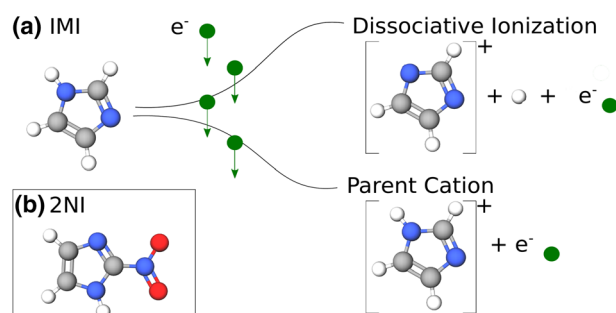 (a) IMI
e-
Dissociative Ionization
+
+ + e-
Parent Cation
+
+ e-
(b) 2NI